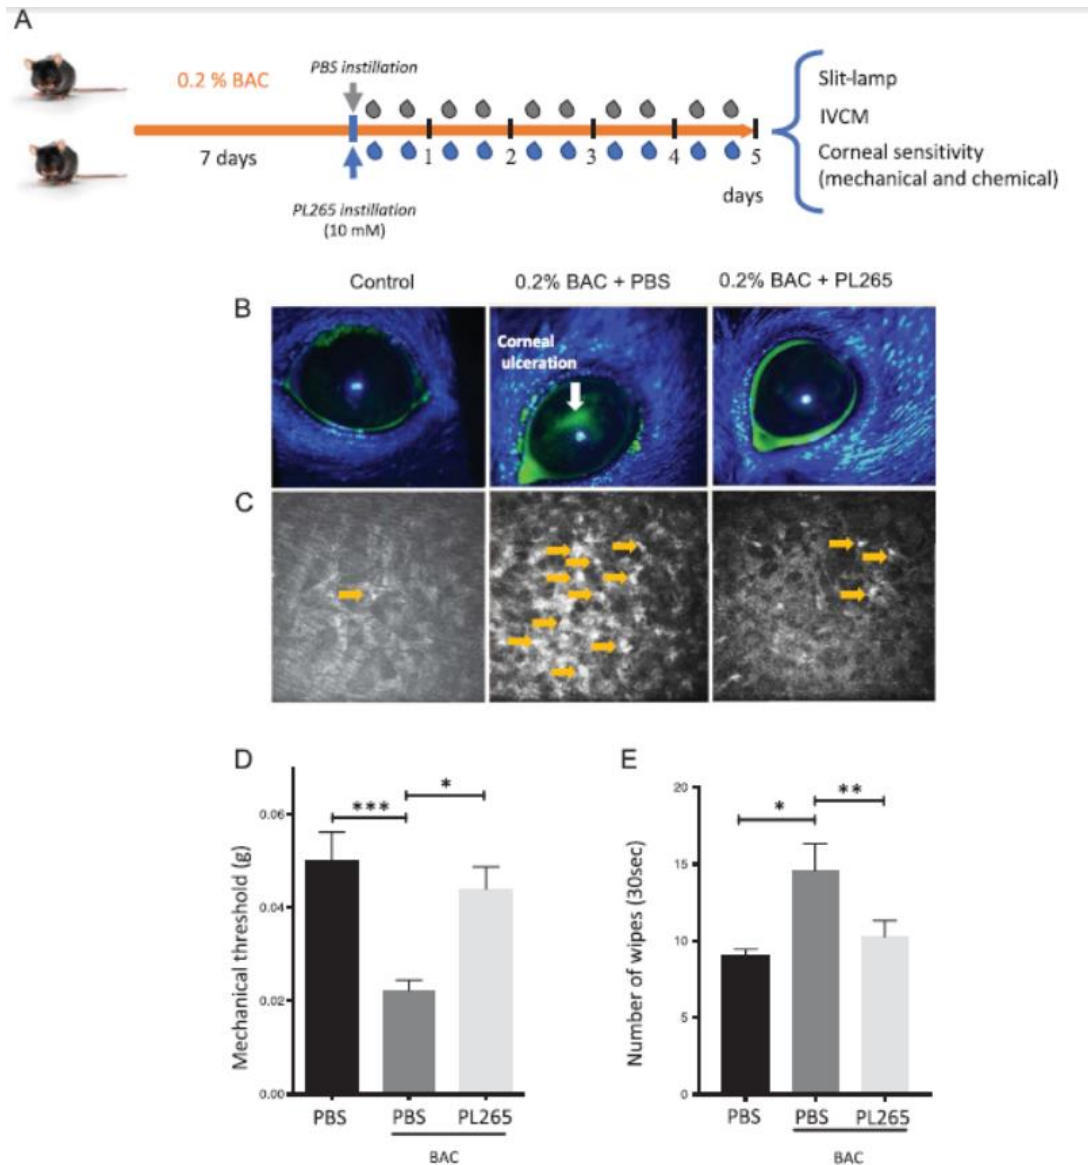 A
0.2 % BAC
PBS instillation
7 days
1 2 3 4 5
days
PL265 instillation
(10 mM)
Slit-lamp
IVCM
Corneal sensitivity
(mechanical and chemical)
Control 0.2% BAC + PBS 0.2% BAC + PL265
B
Corneal
ulceration
C
D
Mechanical threshold (g)
0.06
0.04
0.02
0.00
***
*
PBS PBS PL265
BAC
E
Number of wipes (30sec)
20
15
10
5
0
*
**
PBS PBS PL265
BAC